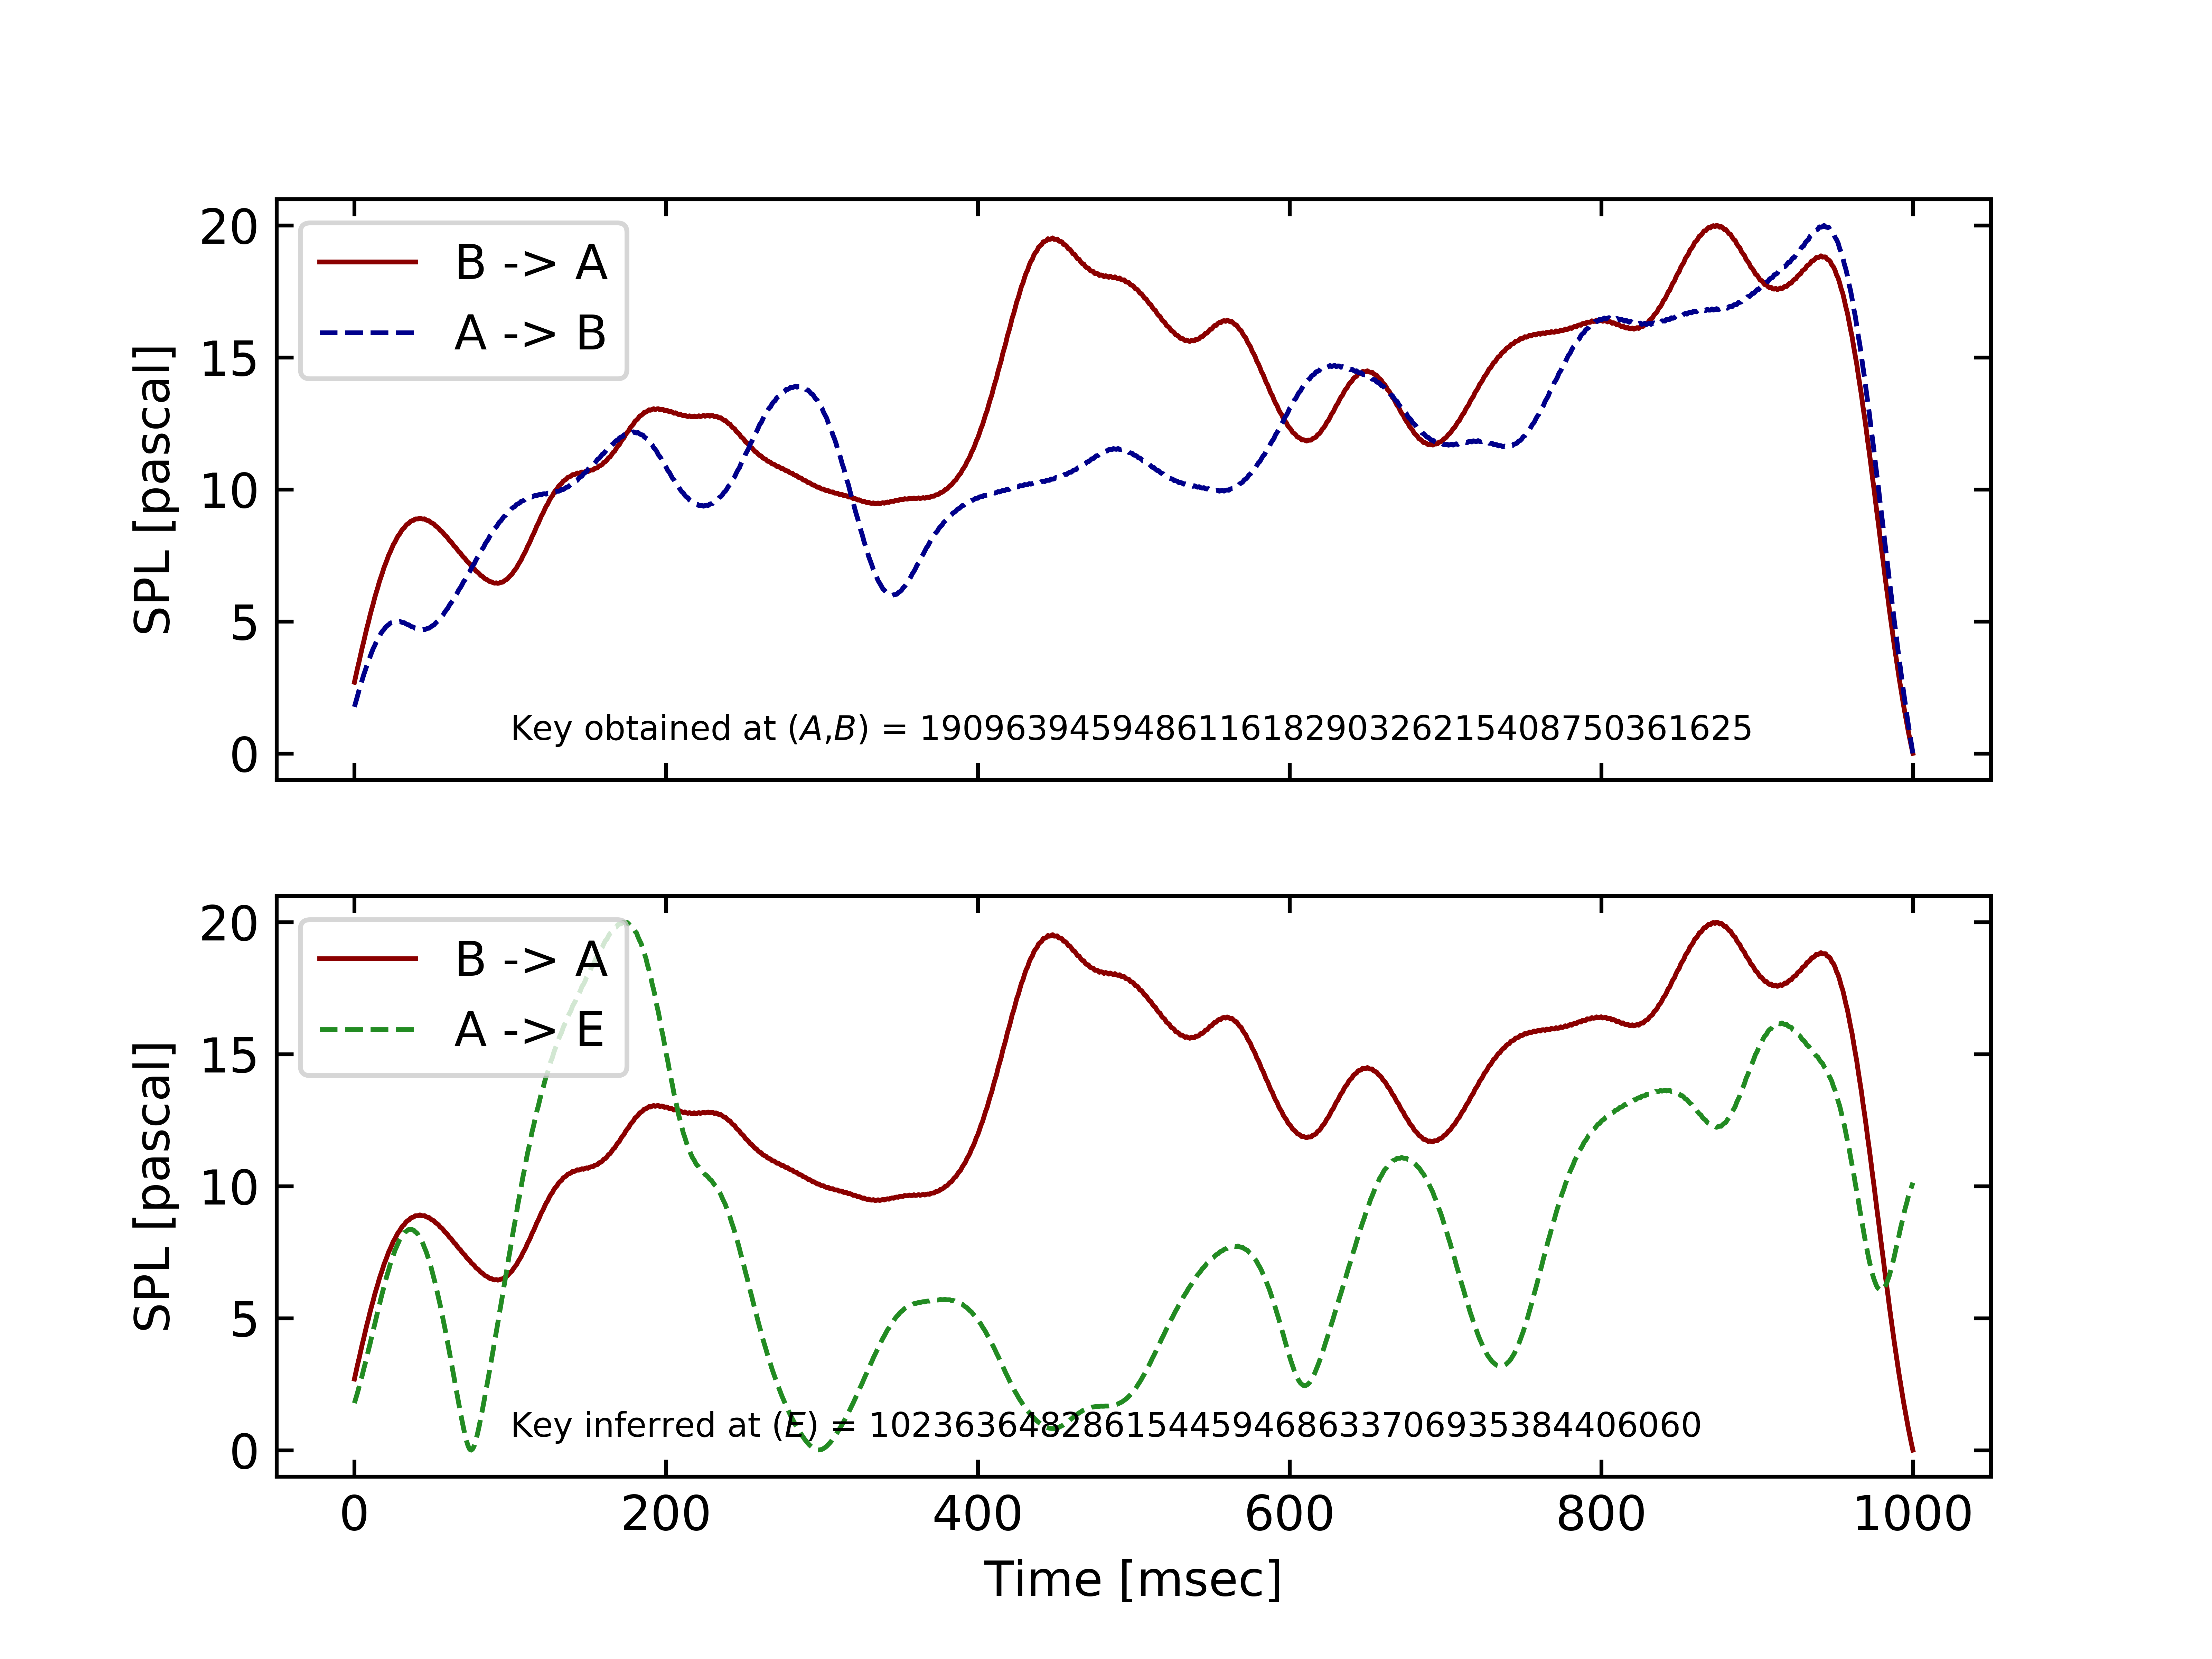 20
15
10
5
0
SPL [pascal]
B -> A
A -> B
Key obtained at (A,B) = 190963945948611618290326215408750361625
20
15
10
5
0
SPL [pascal]
B -> A
A -> E
Key inferred at (E) = 102363648286154459468633706935384406060
0 200 400 600 800 1000
Time [msec]